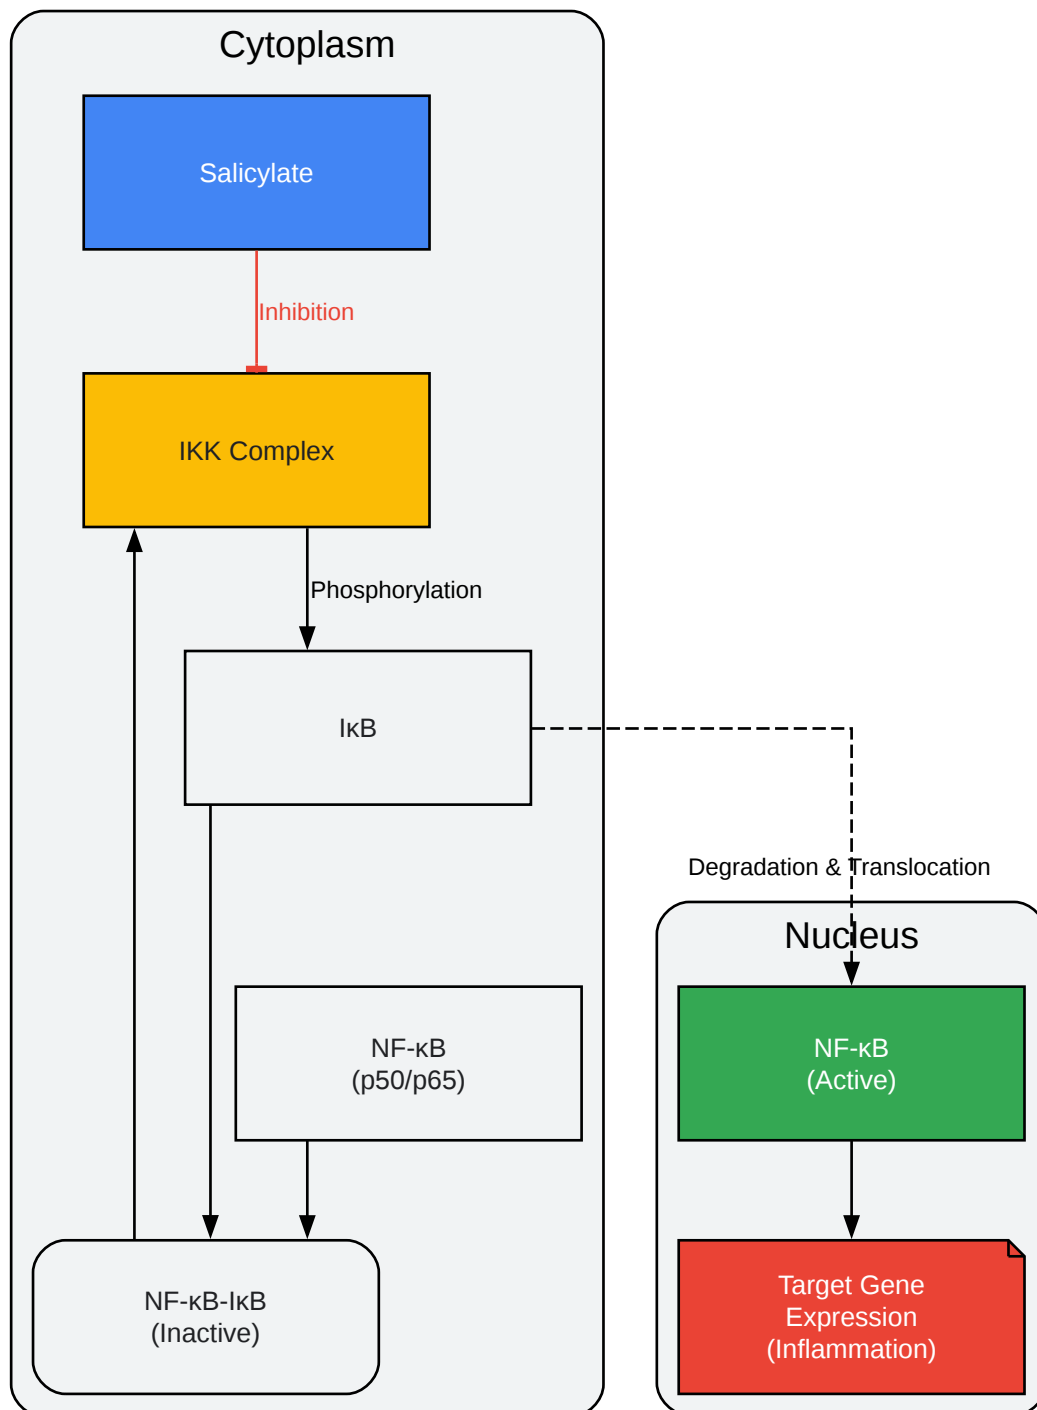 Cytoplasm
Salicylate
Inhibition
IKK Complex
Phosphorylation
IκB
Degradation & Translocation
Nucleus
NF-κB
(p50/p65)
NF-κB
(Active)
NF-κB-IκB
(Inactive)
Target Gene
Expression
(Inflammation)